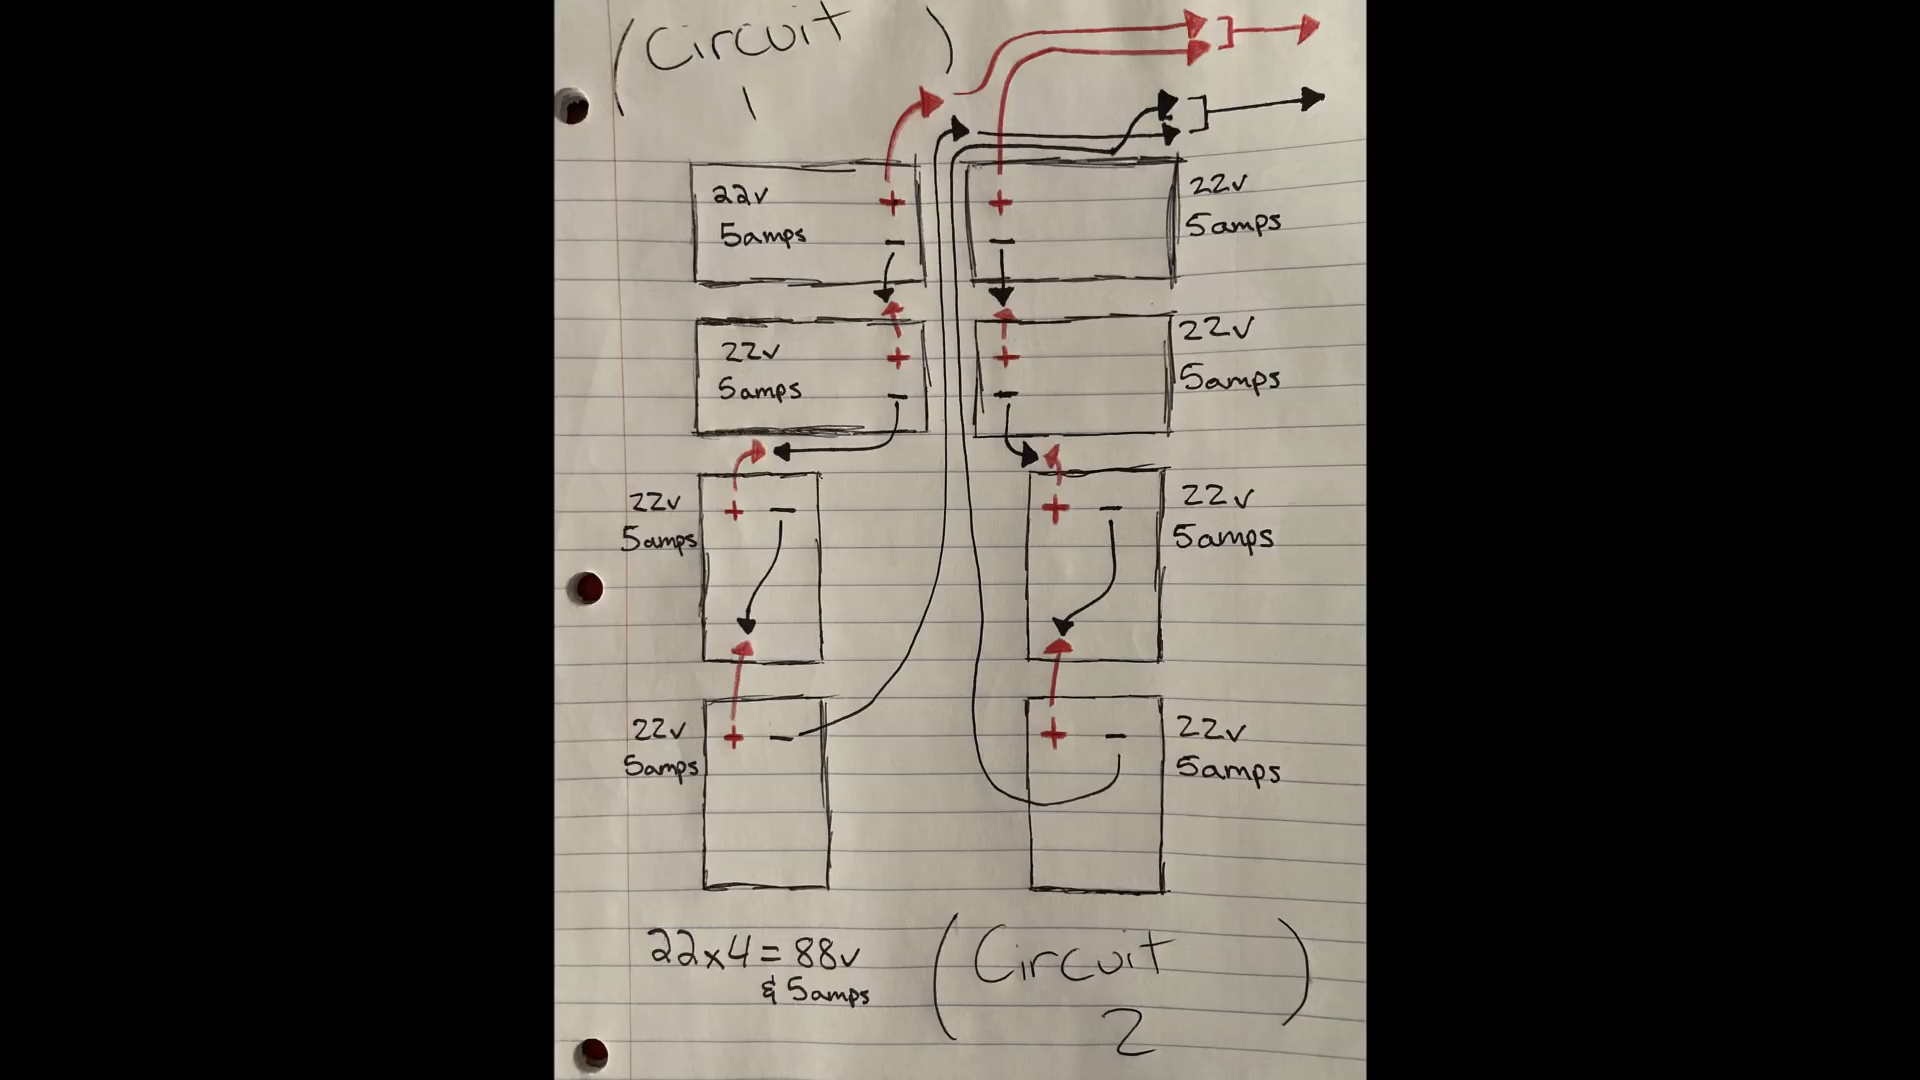 (Circuit
1)
22v
5amps
+
-
+
-
22v
5amps
22v
5amps
+
-
+
-
22v
5amps
22v
5amps
+ -
+ -
22v
5amps
22v
5amps
+ -
+ -
22v
5amps
22x4=88v
& 5amps
(Circuit
2)